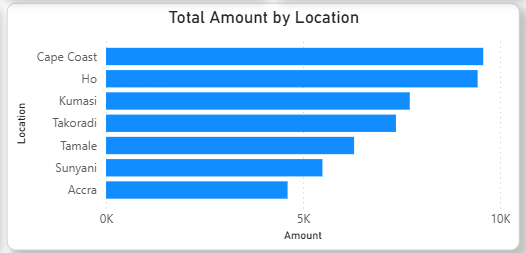 Total Amount by Location
Location
Cape Coast
Ho
Kumasi
Takoradi
Tamale
Sunyani
Accra
0K 5K 10K
Amount